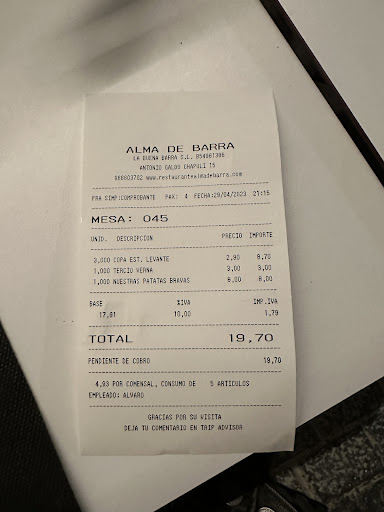 ALMA DE BARRA
LA BUENA BARRA S.L. B54961306
ANTONIO GALDO CHAPULI 15
www.restaurantealmadebarra.com
FRA SIMP:COMPROBANTE PAX: 4 FECHA:29/04/2023 21:15
MESA: 045
UNID. DESCRIPCION PRECIO IMPORTE
3,000 COPA EST. LEVANTE 2,90 8,70
1,000 TERCIO VERNA 3,00 3,00
1,000 NUESTRAS PATATAS BRAVAS 8,00 8,00
BASE %IVA IMP.IVA
17,91 10,00 1,79
TOTAL 19,70
PENDIENTE DE COBRO 19,70
4,93 POR COMENSAL, CONSUMO DE 5 ARTICULOS
EMPLEADO: ALVARO
GRACIAS POR SU VISITA
DEJA TU COMENTARIO EN TRIP ADVISOR